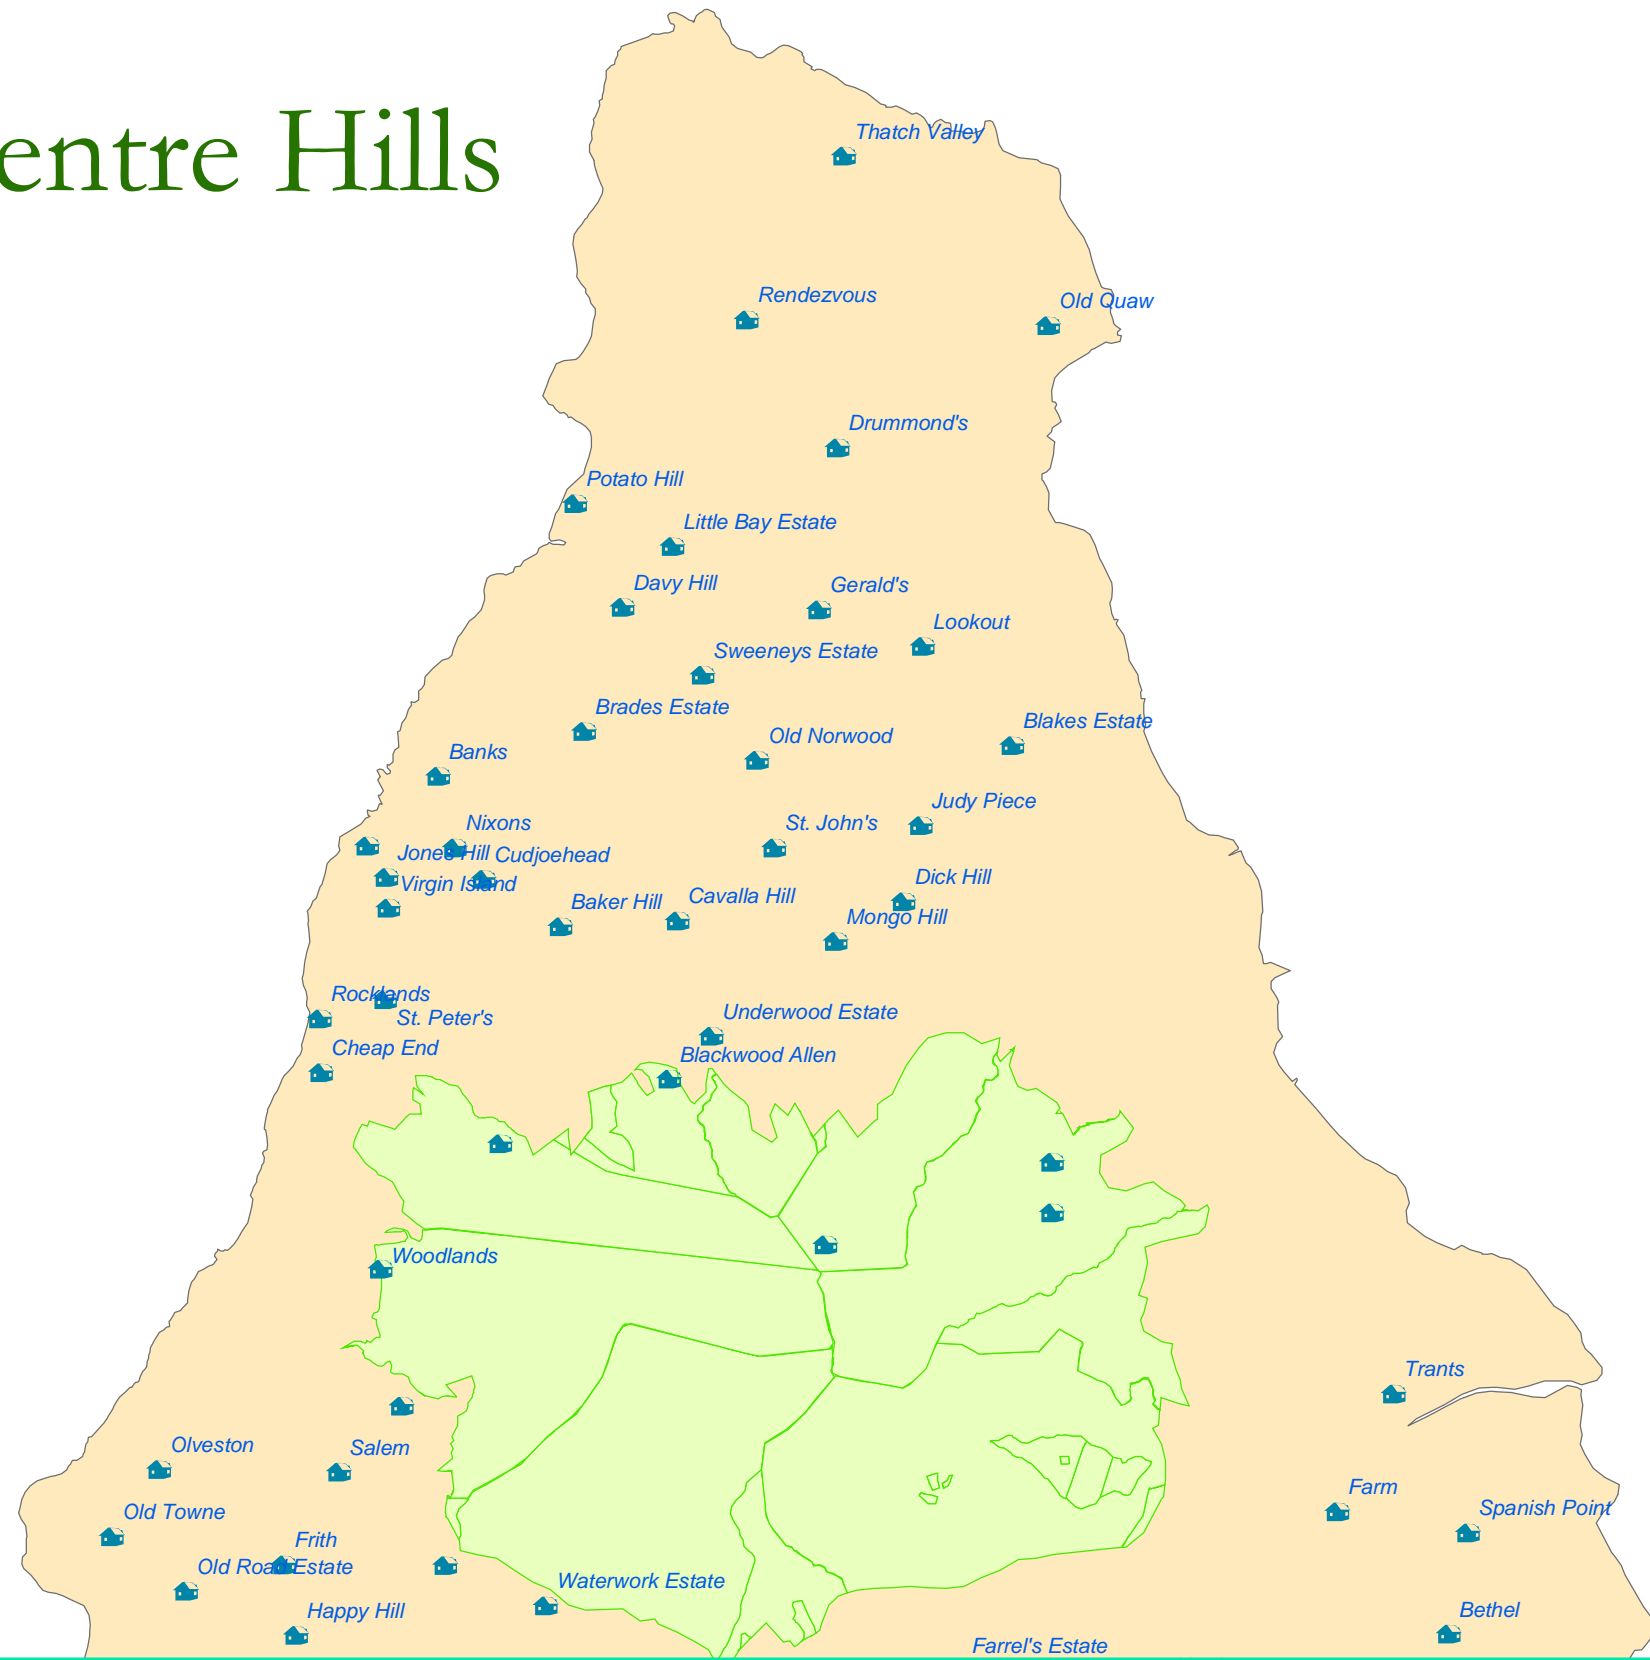 entre Hills
Thatch Valley
Rendezvous
Old Quaw
Drummond's
Potato Hill
Little Bay Estate
Davy Hill
Gerald's
Lookout
Sweeneys Estate
Brades Estate
Blakes Estate
Old Norwood
Banks
Judy Piece
Nixons
St. John's
Jones Hill
Cudjoehead
Dick Hill
Virgin Island
Cavalla Hill
Baker Hill
Mongo Hill
Rocklands
Underwood Estate
St. Peter's
Cheap End
Blackwood Allen
Woodlands
Trants
Olveston
Salem
Farm
Spanish Point
Old Towne
Frith
Old Road Estate
Waterwork Estate
Happy Hill
Bethel
Farrel's Estate